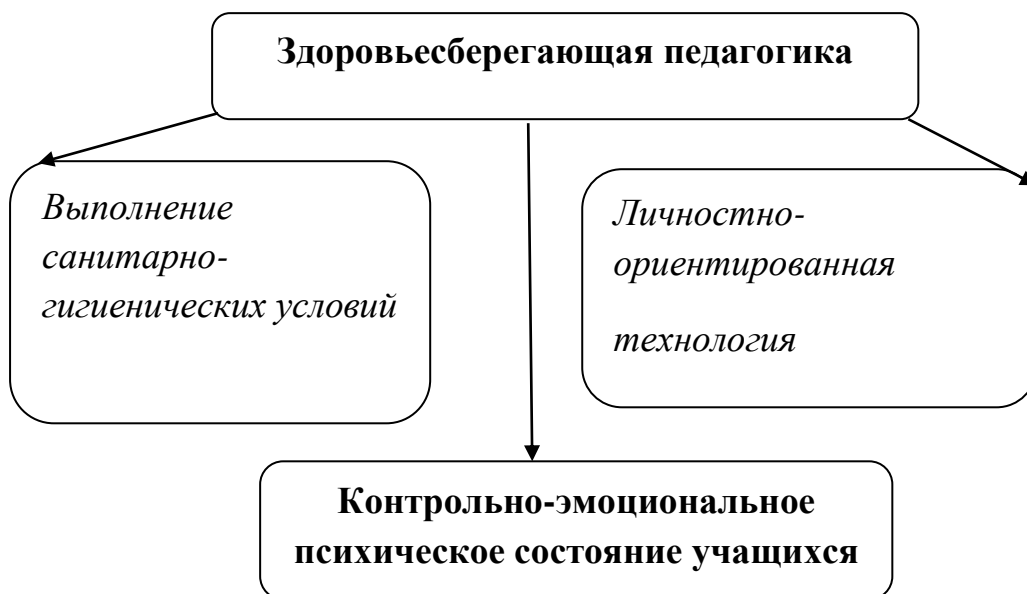 Здоровьесберегающая педагогика
Выполнение
санитарно-
гигиенических условий
Личностно-
ориентированная
технология
Контрольно-эмоциональное
психическое состояние учащихся